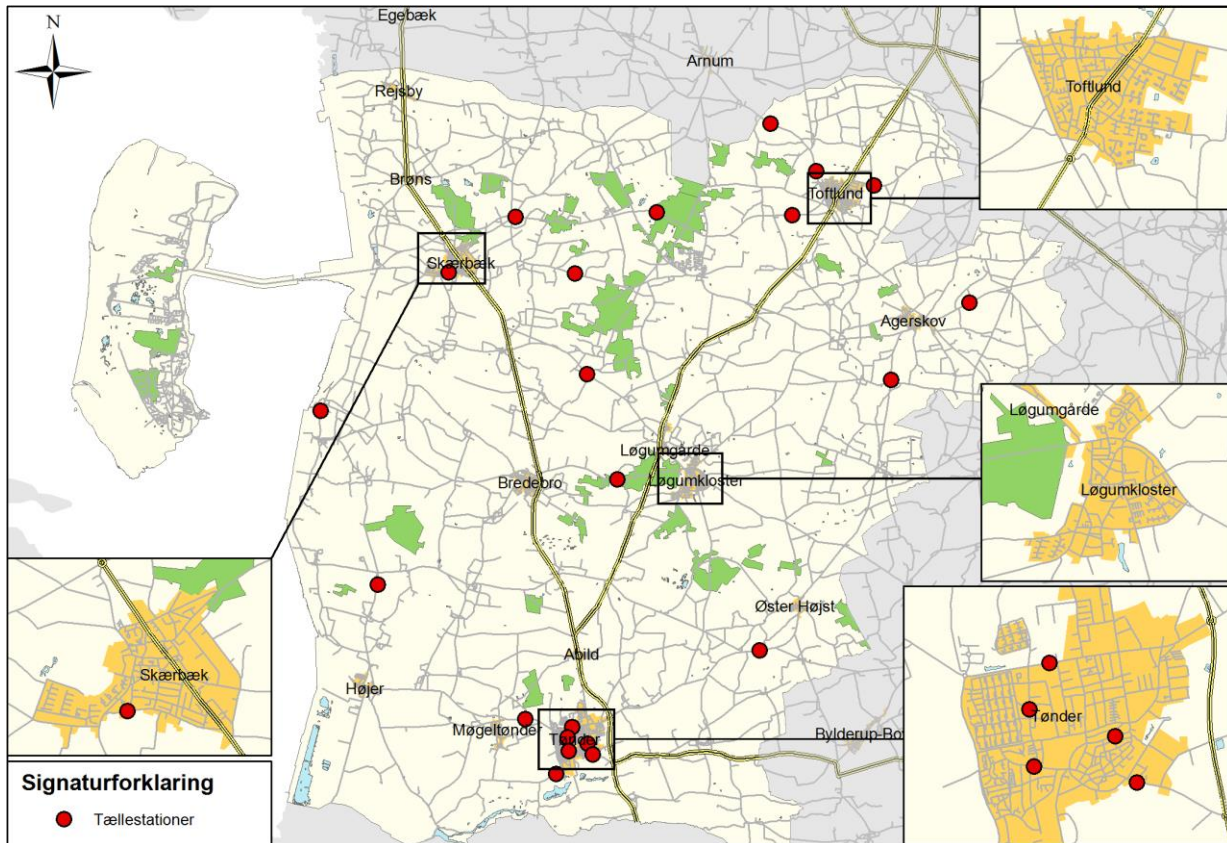 N
Egebæk
Arnum
Rejsby
Brøns
Toftlund
Toftlund
Skærbæk
Agerskov
Løgumgårde
Løgumkloster
Bredebro
Løgumgårde
Løgumkloster
Øster Højst
Abild
Højer
Møgeltønder
Tønder
Bylderup-Bo
Skærbæk
Tønder
Signaturforklaring
Tællestationer